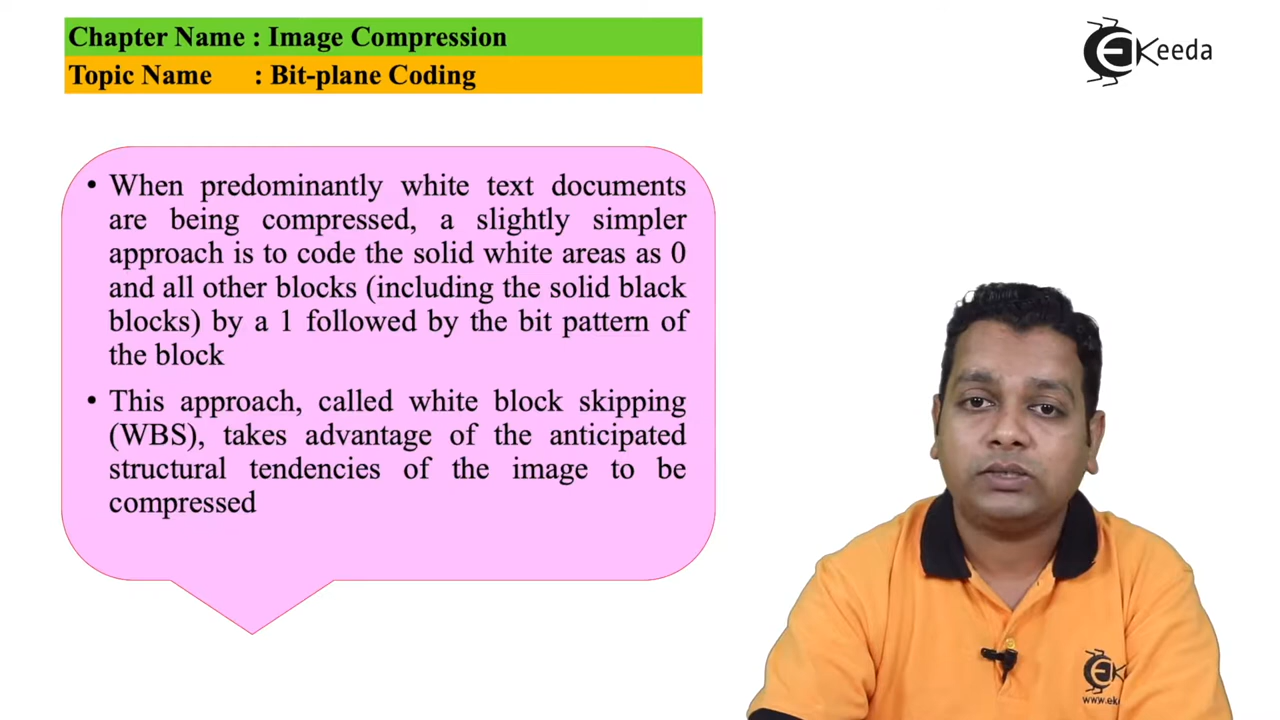 Chapter Name : Image Compression
Topic Name : Bit-plane Coding
Keeda
• When predominantly white text documents
are being compressed, a slightly simpler
approach is to code the solid white areas as 0
and all other blocks (including the solid black
blocks) by a 1 followed by the bit pattern of
the block
• This approach, called white block skipping
(WBS), takes advantage of the anticipated
structural tendencies of the image to be
compressed